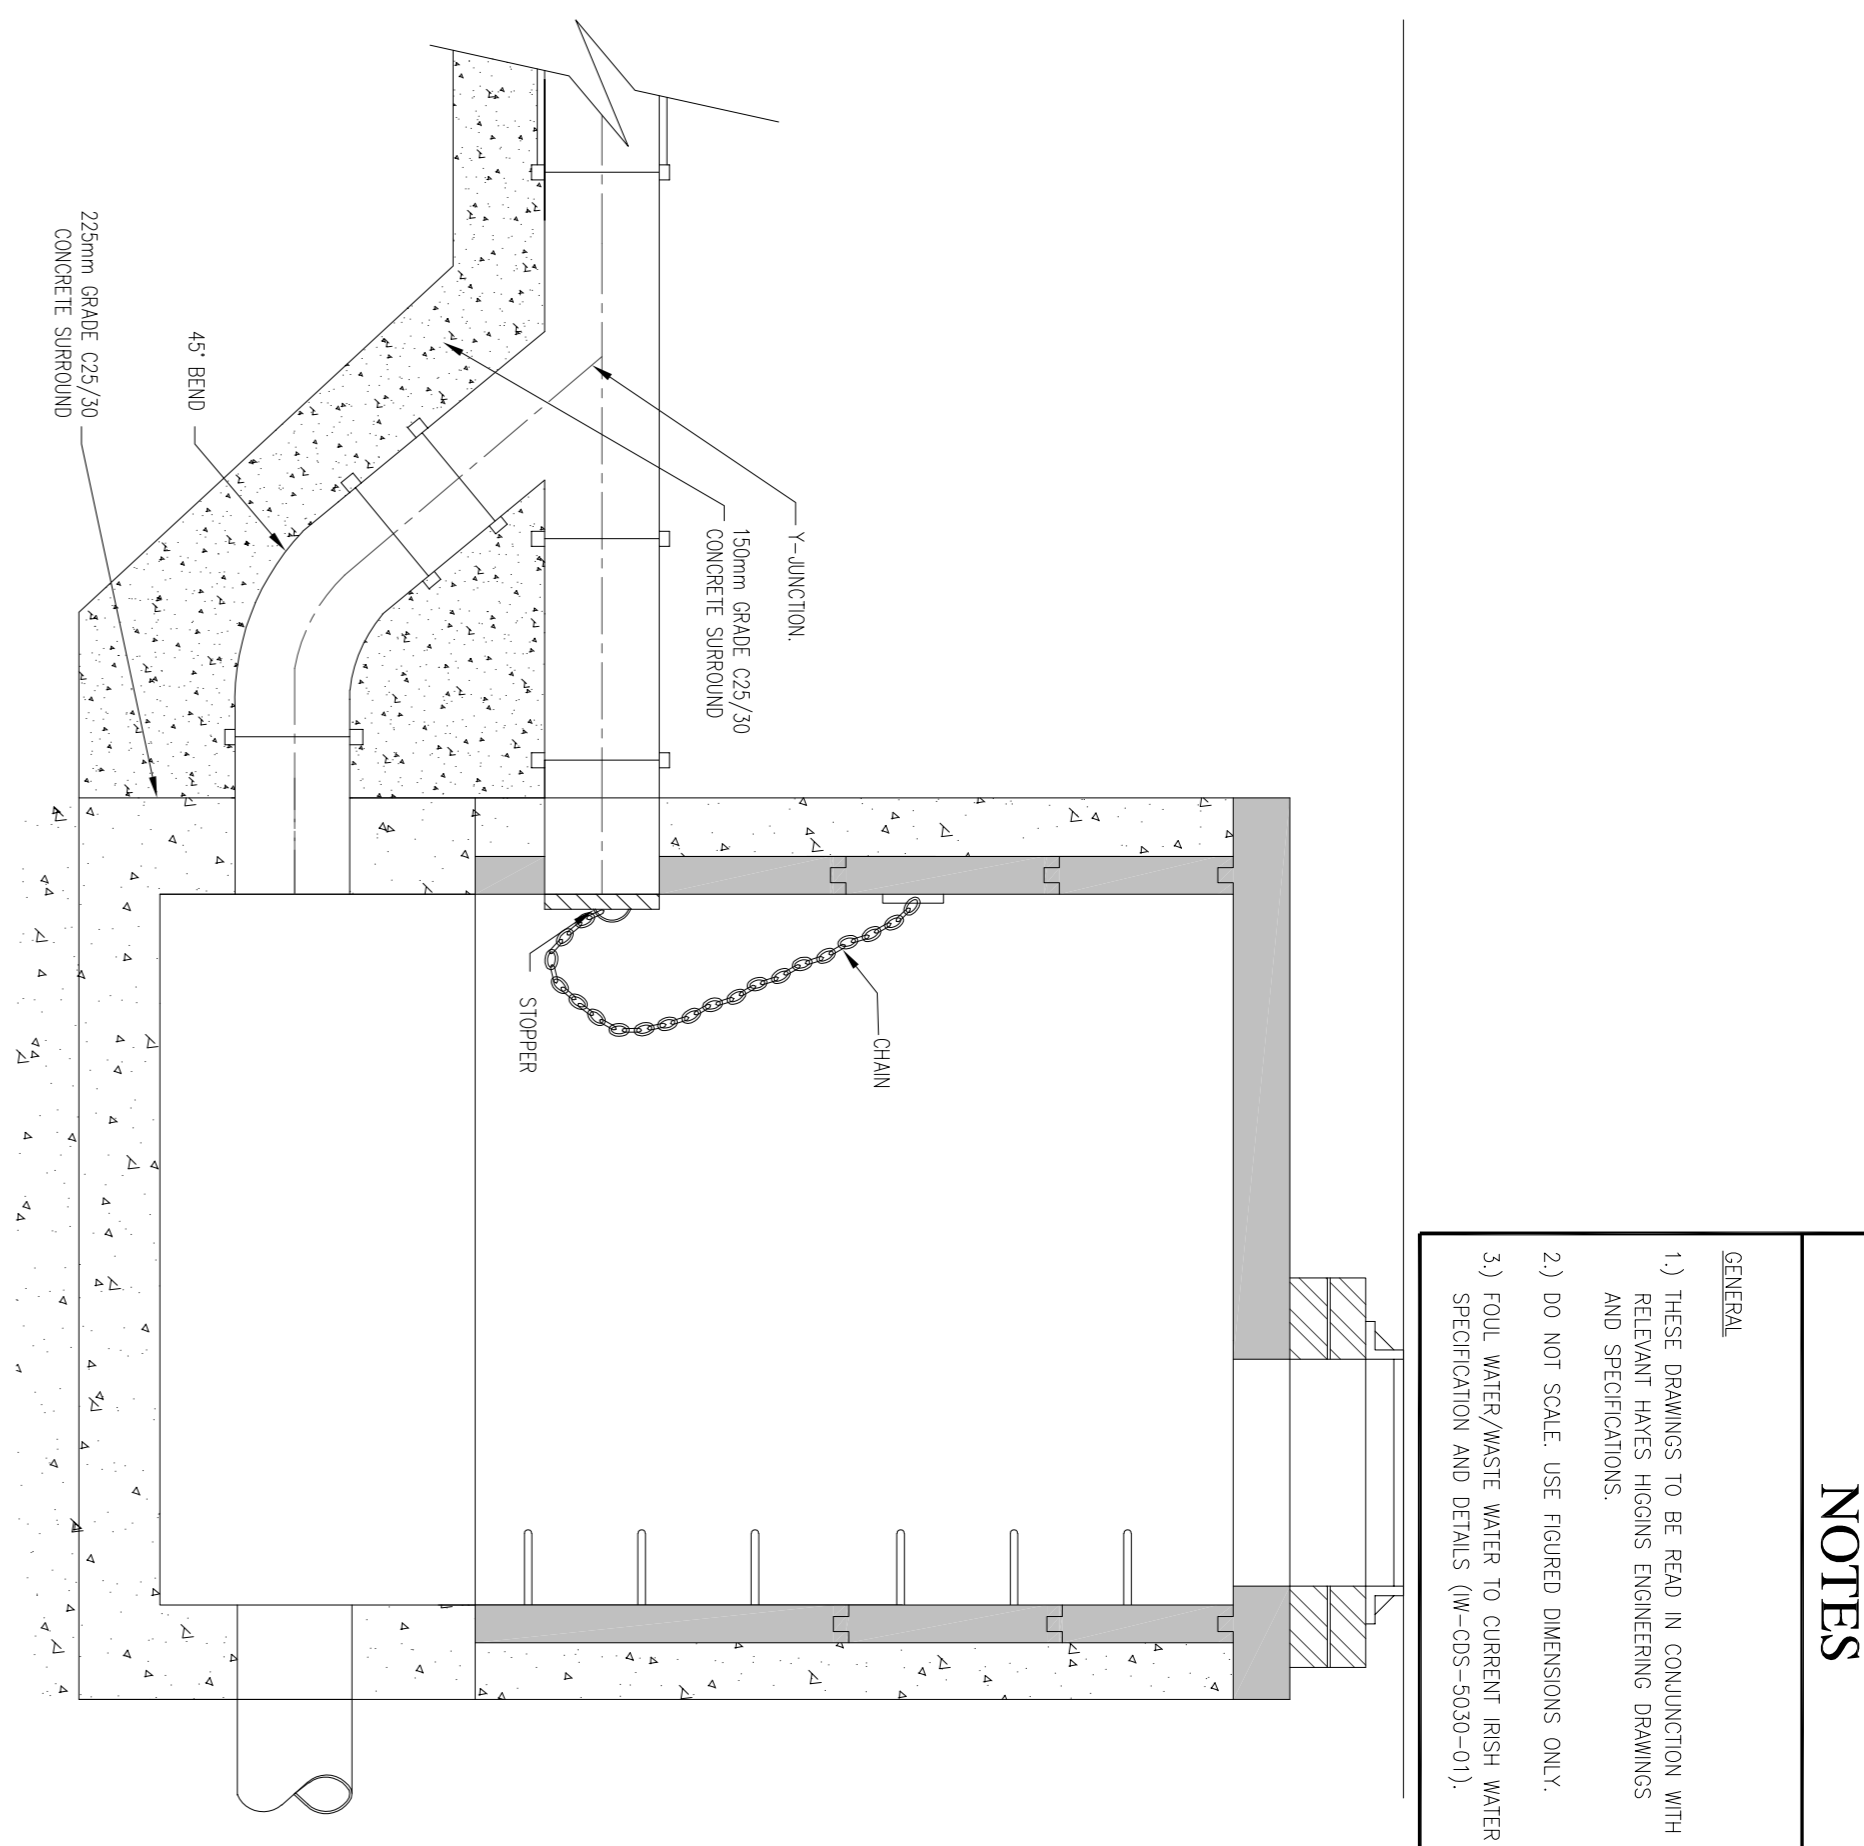 NOTES
GENERAL
1.) THESE DRAWINGS TO BE READ IN CONJUNCTION WITH
RELEVANT HAYES HIGGINS ENGINEERING DRAWINGS
AND SPECIFICATIONS.
2.) DO NOT SCALE. USE FIGURED DIMENSIONS ONLY.
3.) FOUL WATER/WASTE WATER TO CURRENT IRISH WATER
SPECIFICATION AND DETAILS (IW-CDS-5030-01).
Y-JUNCTION.
150mm GRADE C25/30
CONCRETE SURROUND
CHAIN
STOPPER
45° BEND
225mm GRADE C25/30
CONCRETE SURROUND